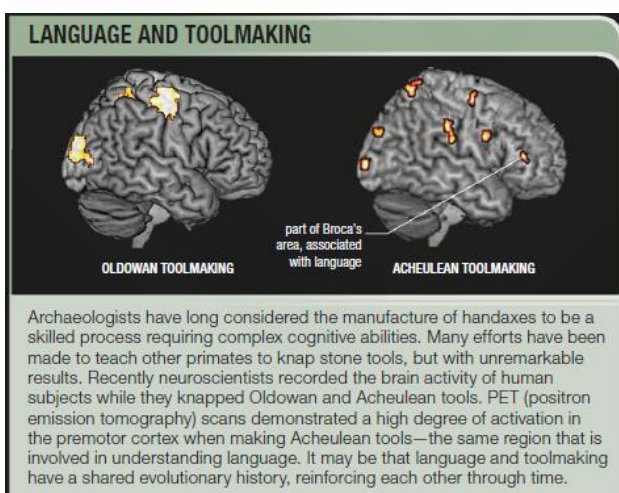 LANGUAGE AND TOOLMAKING
part of Broca's
area, associated
with language
OLDOWAN TOOLMAKING
ACHEULEAN TOOLMAKING
Archaeologists have long considered the manufacture of handaxes to be a
skilled process requiring complex cognitive abilities. Many efforts have been
made to teach other primates to knap stone tools, but with unremarkable
results. Recently neuroscientists recorded the brain activity of human
subjects while they knapped Oldowan and Acheulean tools. PET (positron
emission tomography) scans demonstrated a high degree of activation in
the premotor cortex when making Acheulean tools—the same region that is
involved in understanding language. It may be that language and toolmaking
have a shared evolutionary history, reinforcing each other through time.